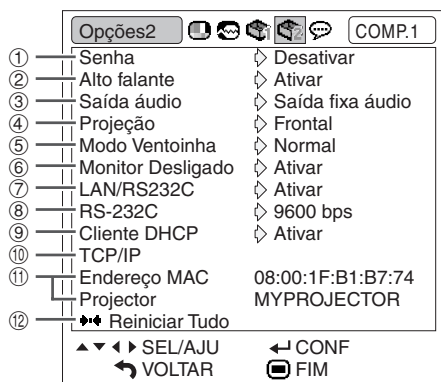 Opções2 COMP.1
① Senha Desativar
② Alto falante Ativar
③ Saída áudio Saída fixa áudio
④ Projeção Frontal
⑤ Modo Ventoinha Normal
⑥ Monitor Desligado Ativar
⑦ LAN/RS232C Ativar
⑧ RS-232C 9600 bps
⑨ Cliente DHCP Ativar
⑩ TCP/IP
⑪ Endereço MAC 08:00:1F:B1:B7:74
Projector MYPROJECTOR
⑫ Reiniciar Tudo
SEL/AJU CONF
VOLTAR FIM